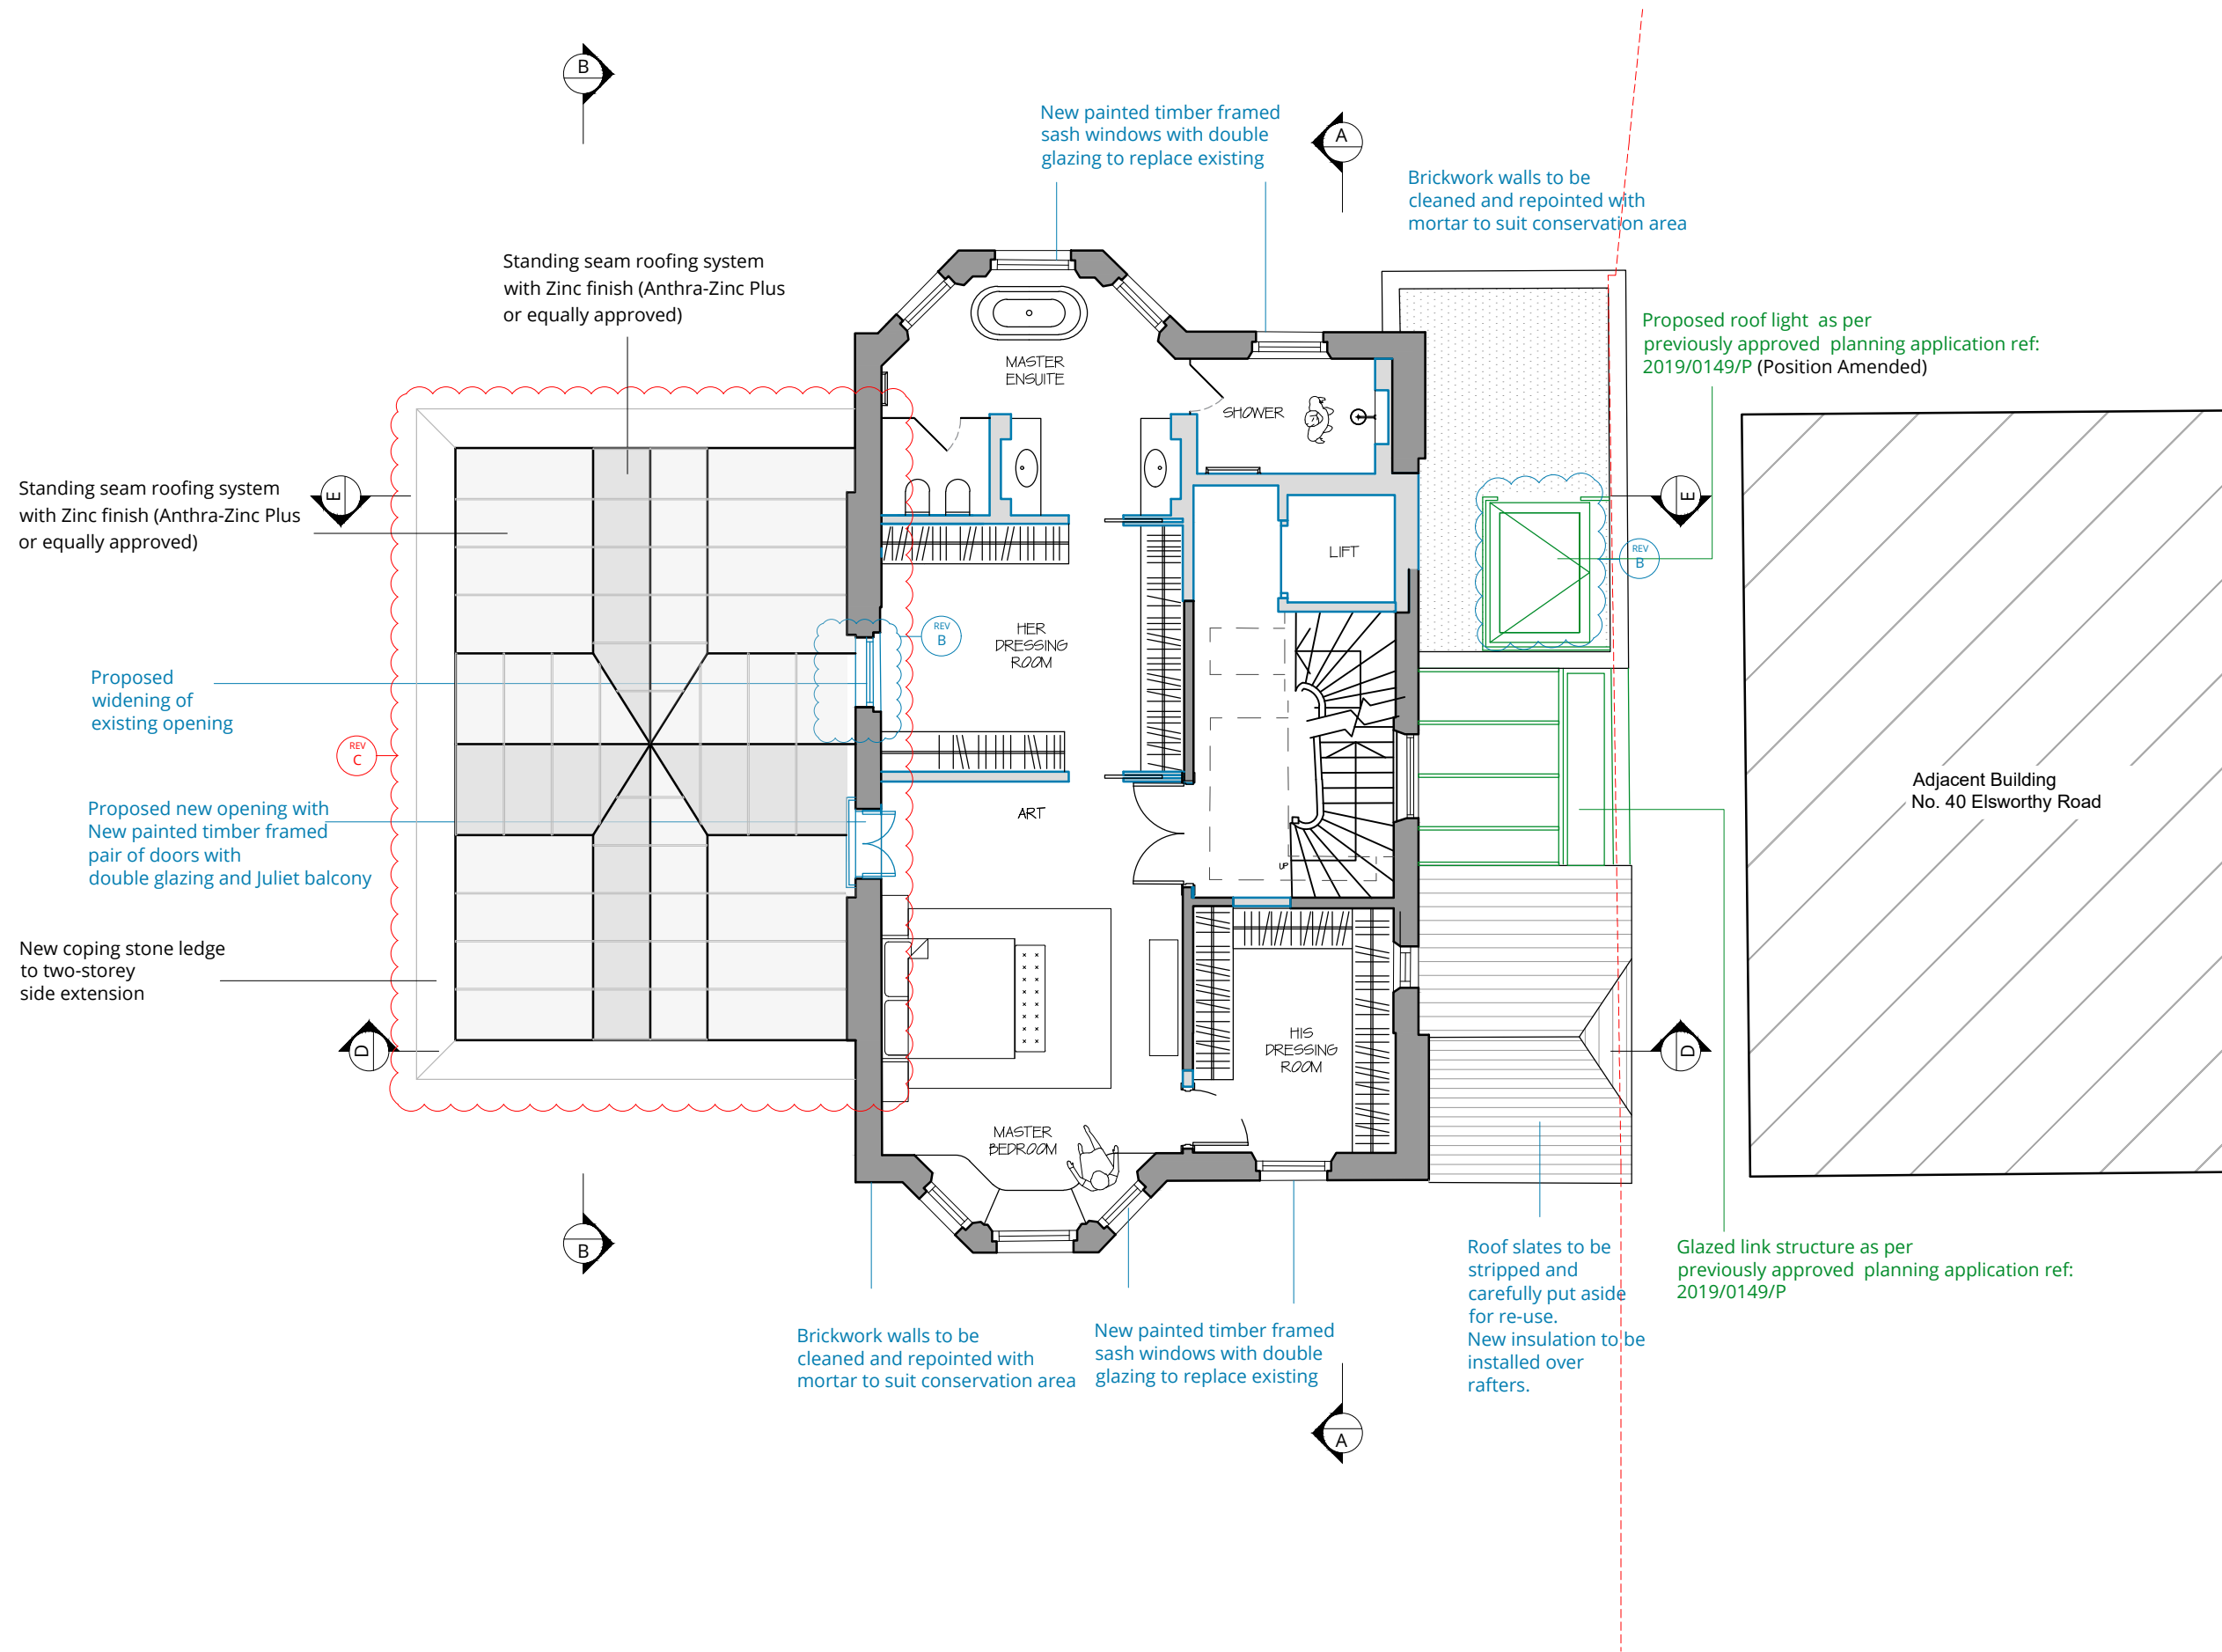 B
New painted timber framed
sash windows with double
glazing to replace existing
A
Brickwork walls to be
cleaned and repointed with
mortar to suit conservation area
Standing seam roofing system
with Zinc finish (Anthra-Zinc Plus
or equally approved)
Proposed roof light as per
previously approved planning application ref:
2019/0149/P (Position Amended)
MASTER
ENSUITE
SHOWER
Standing seam roofing system
with Zinc finish (Anthra-Zinc Plus
or equally approved)
E
E
LIFT
REV
B
HER
DRESSING
ROOM
REV
B
Proposed
widening of
existing opening
REV
C
Adjacent Building
No. 40 Elsworthy Road
Proposed new opening with
New painted timber framed
pair of doors with
double glazing and Juliet balcony
ART
UP
New coping stone ledge
to two-storey
side extension
D
HIS
DRESSING
ROOM
D
MASTER
BEDROOM
B
Roof slates to be
stripped and
carefully put aside
for re-use.
New insulation to be
installed over
rafters.
Glazed link structure as per
previously approved planning application ref:
2019/0149/P
Brickwork walls to be
cleaned and repointed with
mortar to suit conservation area
New painted timber framed
sash windows with double
glazing to replace existing
A